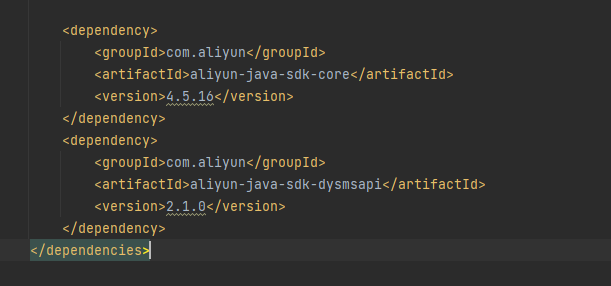 <dependency>
<groupId>com.aliyun</groupId>
<artifactId>aliyun-java-sdk-core</artifactId>
<version>4.5.16</version>
</dependency>
<dependency>
<groupId>com.aliyun</groupId>
<artifactId>aliyun-java-sdk-dysmsapi</artifactId>
<version>2.1.0</version>
</dependency>
</dependencies>